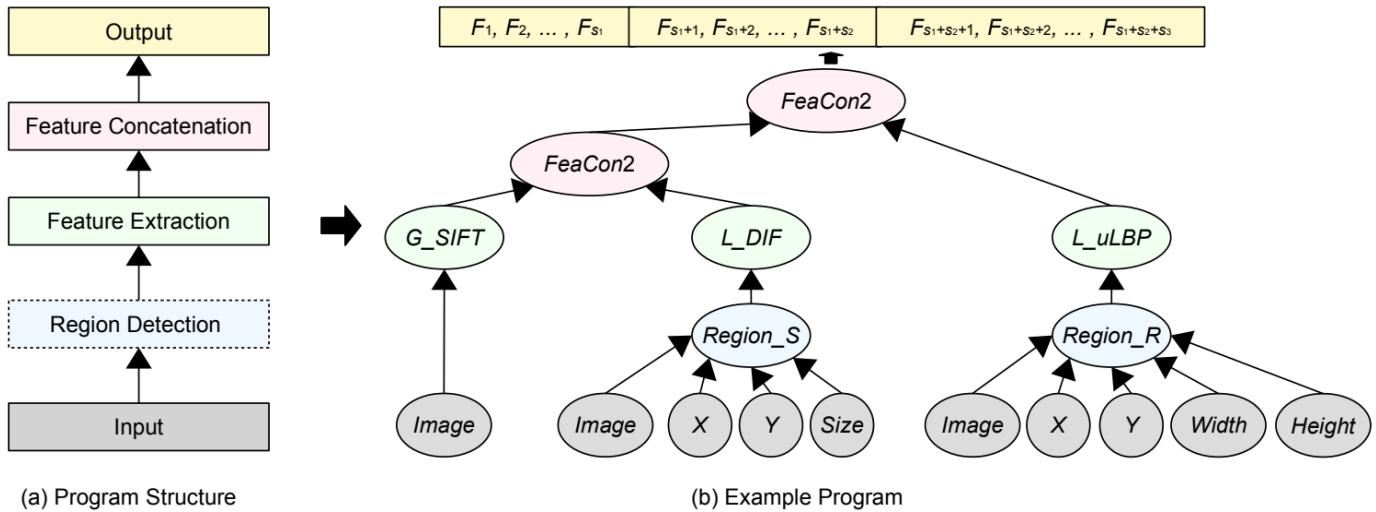 Output
Feature Concatenation
Feature Extraction
Region Detection
Input
(a) Program Structure
F1, F2, ... , Fs1
Fs1+1, Fs1+2, ... , Fs1+s2
Fs1+s2+1, Fs1+s2+2, ... , Fs1+s2+s3
FeaCon2
FeaCon2
G_SIFT
L_DIF
L_uLBP
Region_S
Region_R
Image
Image
X
Y
Size
Image
X
Y
Width
Height
(b) Example Program